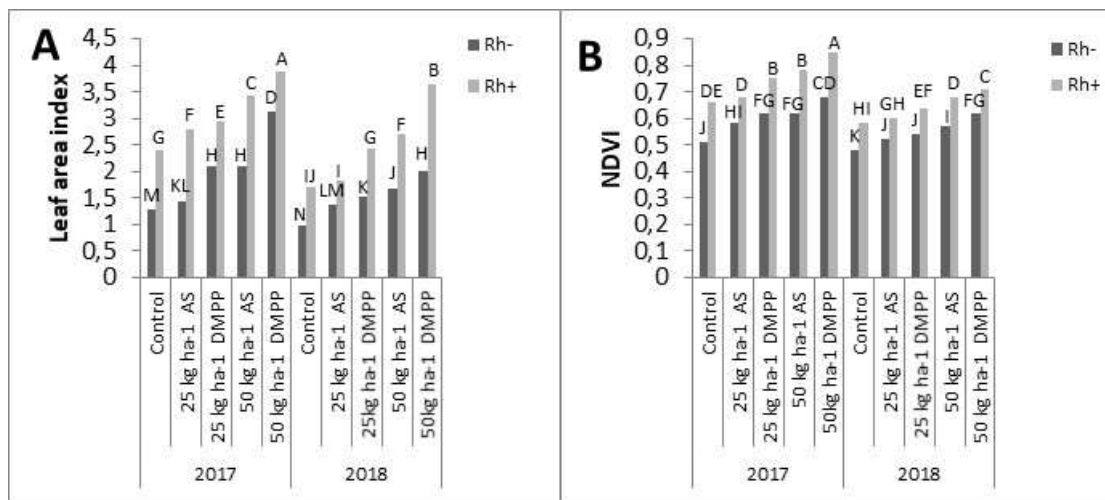 A
Leaf area index
4,5
4
3,5
3
2,5
2
1,5
1
0,5
0
M G KL F H E H C D A N IJ LM I K G J F H B
Rh-
Rh+
Control
25 kg ha-1 AS
25 kg ha-1 DMPP
50 kg ha-1 AS
50 kg ha-1 DMPP
Control
25 kg ha-1 AS
25kg ha-1 DMPP
50 kg ha-1 AS
50kg ha-1 DMPP
2017
2018
B
NDVI
0,9
0,8
0,7
0,6
0,5
0,4
0,3
0,2
0,1
0
J DE HI D FG B FG B CD A K HI J GH J EF I D FG C
Rh-
Rh+
Control
25 kg ha-1 AS
25 kg ha-1 DMPP
50 kg ha-1 AS
50kg ha-1 DMPP
Control
25 kg ha-1 AS
25 kg ha-1 DMPP
50 kg ha-1 AS
50 kg ha-1 DMPP
2017
2018